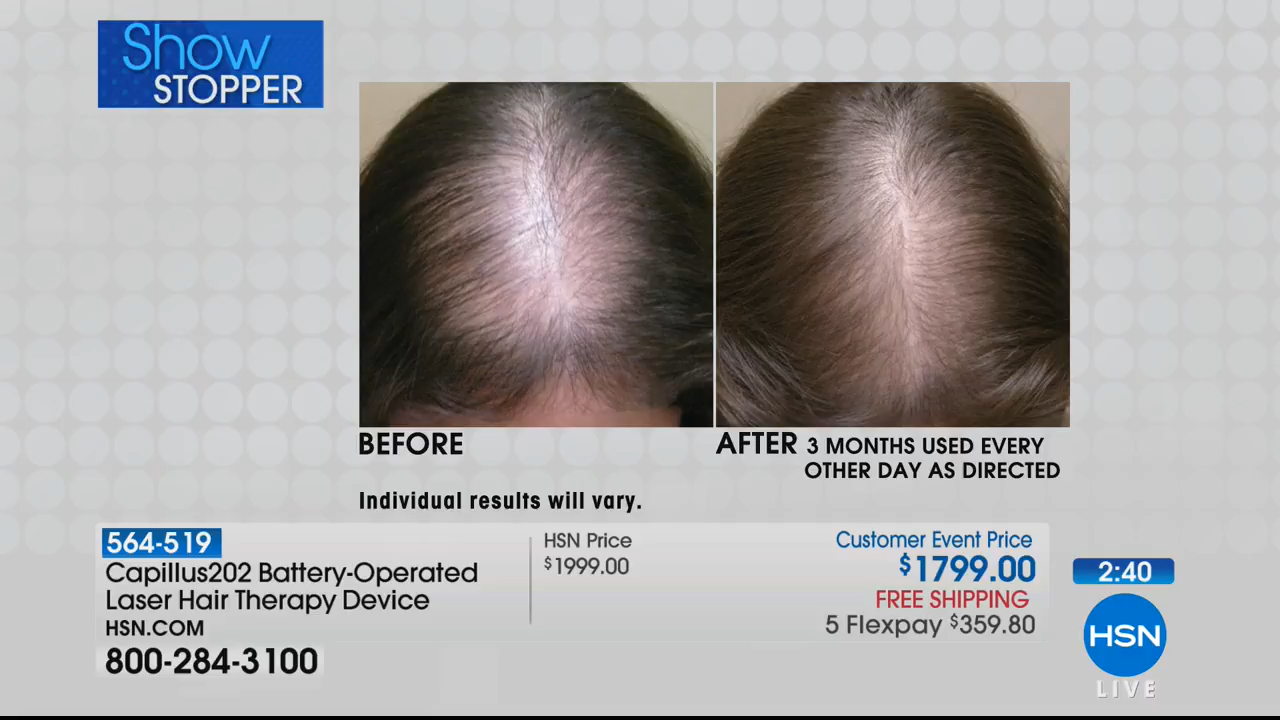 Show
STOPPER
BEFORE
AFTER 3 MONTHS USED EVERY
OTHER DAY AS DIRECTED
Individual results will vary.
564-519
Capillus202 Battery-Operated
Laser Hair Therapy Device
HSN.COM
800-284-3100
HSN Price
$1999.00
Customer Event Price
$1799.00
FREE SHIPPING
5 Flexpay $359.80
2:40
HSN
LIVE